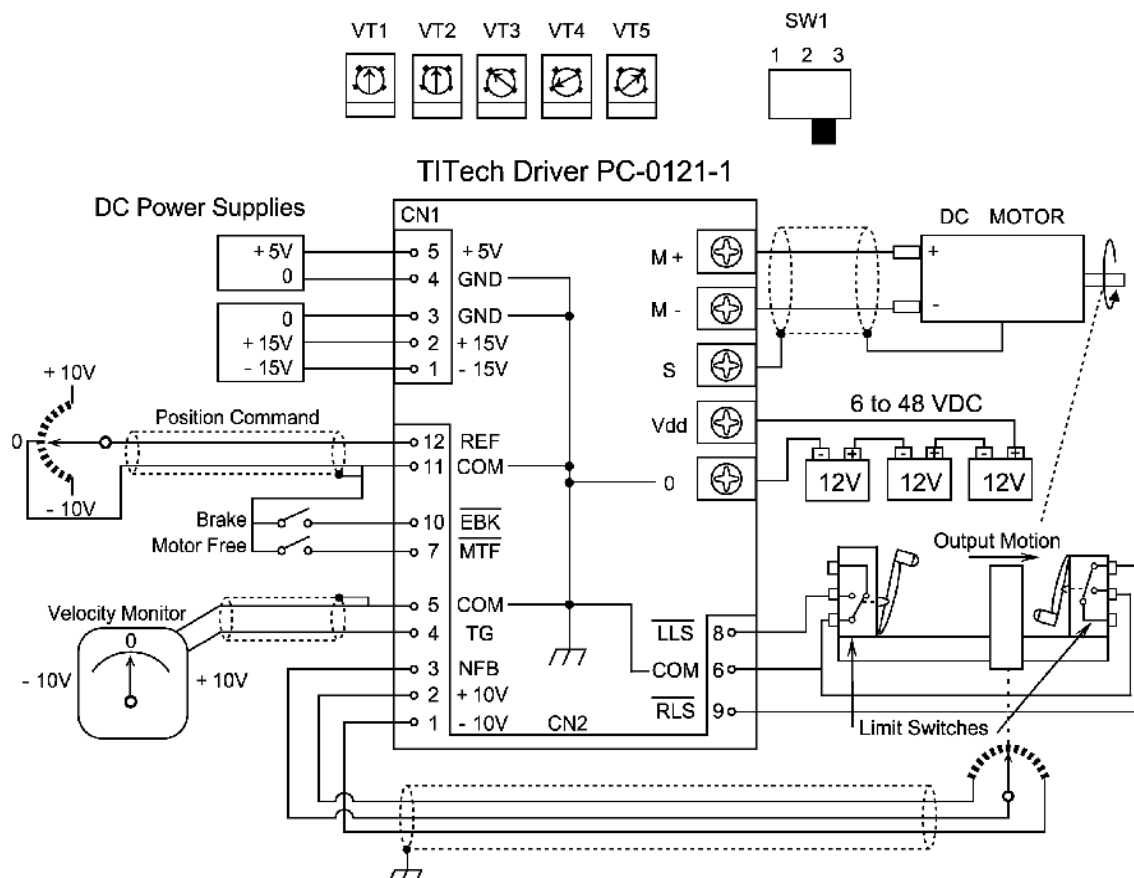 VT1 VT2 VT3 VT4 VT5
SW1
1 2 3
TITech Driver PC-0121-1
DC Power Supplies
+ 5V
0
0
+ 15V
- 15V
CN1
5 + 5V
4 GND
3 GND
2 + 15V
1 - 15V
M +
M -
S
Vdd
0
DC MOTOR
+
-
6 to 48 VDC
- + - + - +
12V 12V 12V
+ 10V
0
- 10V
Position Command
12 REF
11 COM
Brake
10 EBK
Motor Free
7 MTF
Velocity Monitor
0
- 10V + 10V
5 COM
4 TG
3 NFB
2 + 10V
1 - 10V
CN2
LLS 8
COM 6
RLS 9
Output Motion
Limit Switches